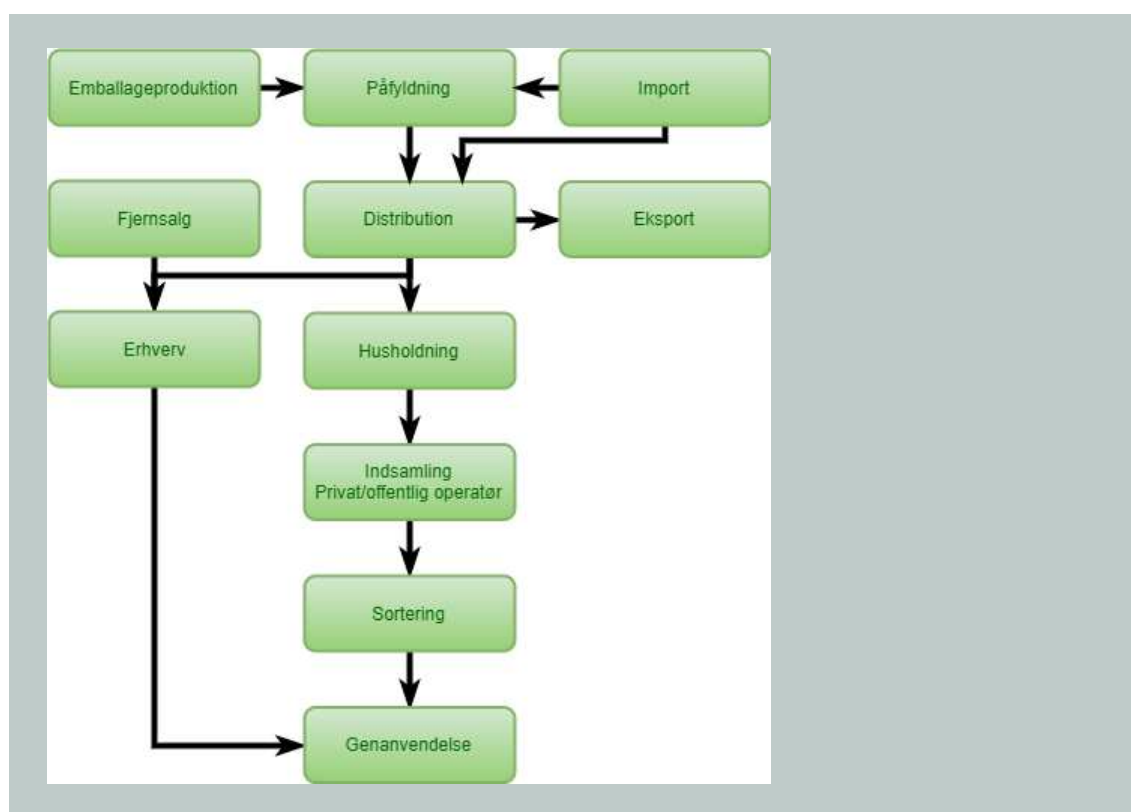 Emballageproduktion
Påfyldning
Import
Fjernsalg
Distribution
Eksport
Erhverv
Husholdning
Indsamling
Privat/offentlig operatør
Sortering
Genanvendelse